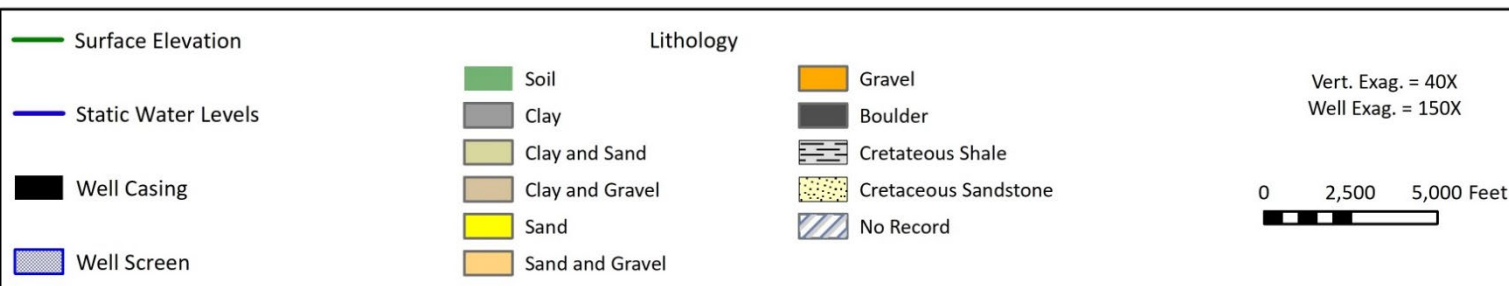 Surface Elevation
Static Water Levels
Well Casing
Well Screen
Lithology
Soil
Clay
Clay and Sand
Clay and Gravel
Sand
Sand and Gravel
Gravel
Boulder
Cretateous Shale
Cretaceous Sandstone
No Record
Vert. Exag. = 40X
Well Exag. = 150X
0 2,500 5,000 Feet